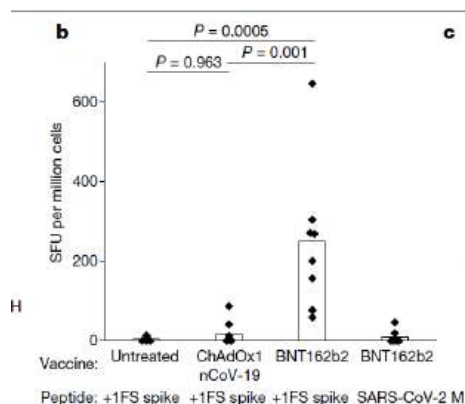 b
c
P = 0.0005
P = 0.963
P = 0.001
SFU per million cells
600
400
200
0
H
Vaccine: Untreated ChAdOx1 nCoV-19 BNT162b2 BNT162b2
Peptide: +1FS spike +1FS spike +1FS spike SARS-CoV-2 M